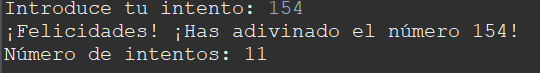 Introduce tu intento: 154
¡Felicidades! ¡Has adivinado el número 154!
Número de intentos: 11